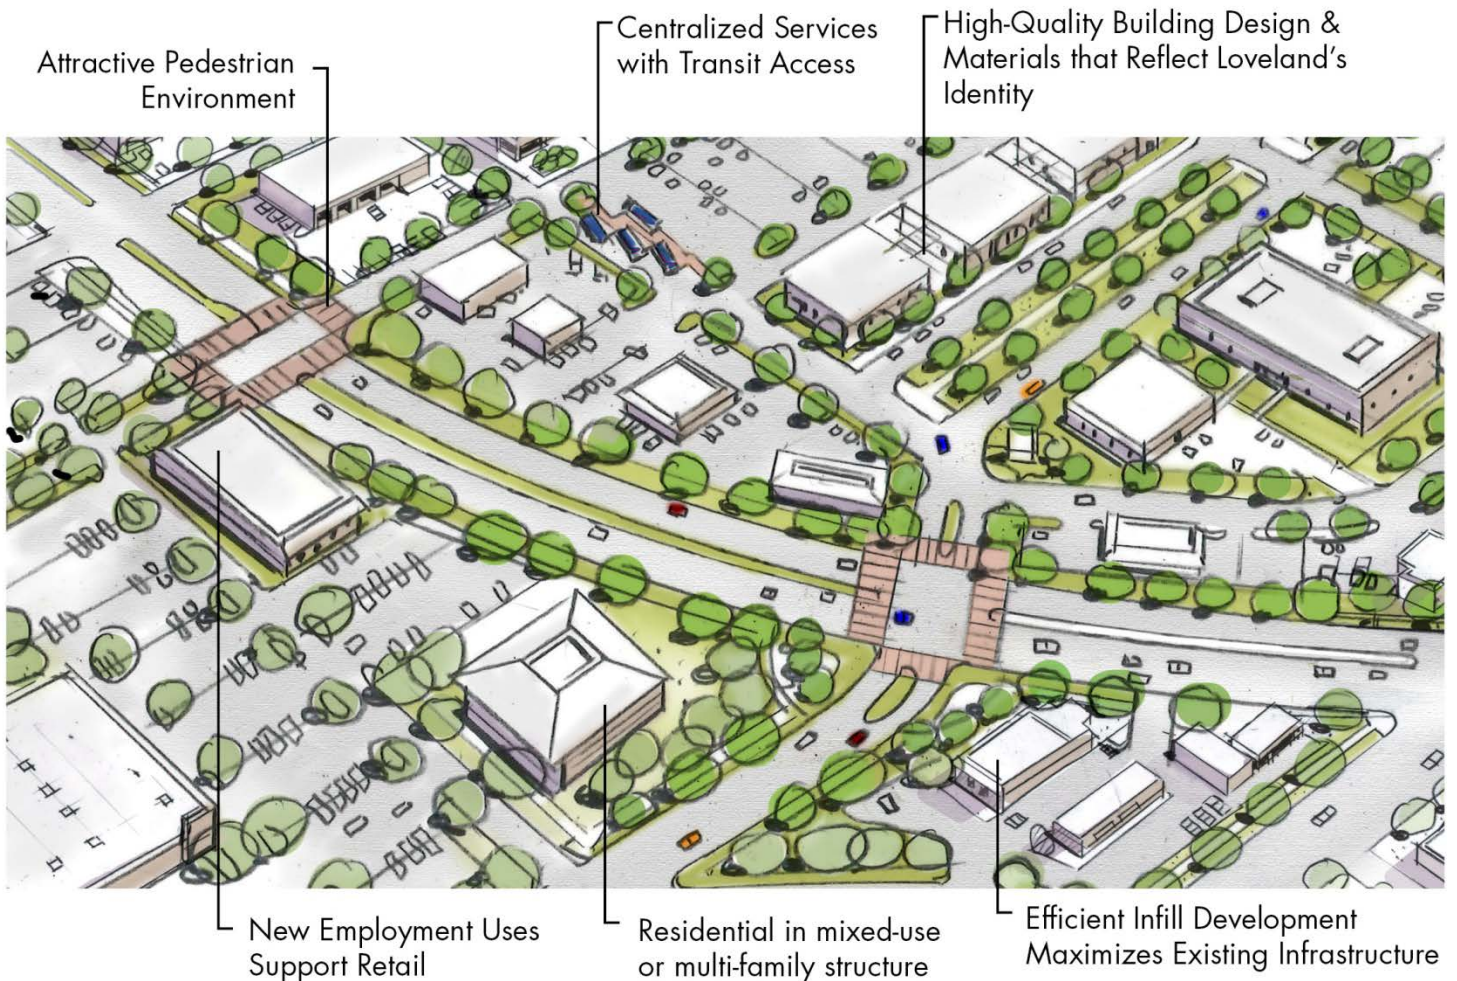 Attractive Pedestrian
Environment
Centralized Services
with Transit Access
High-Quality Building Design &
Materials that Reflect Loveland's
Identity
New Employment Uses
Support Retail
Residential in mixed-use
or multi-family structure
Efficient Infill Development
Maximizes Existing Infrastructure